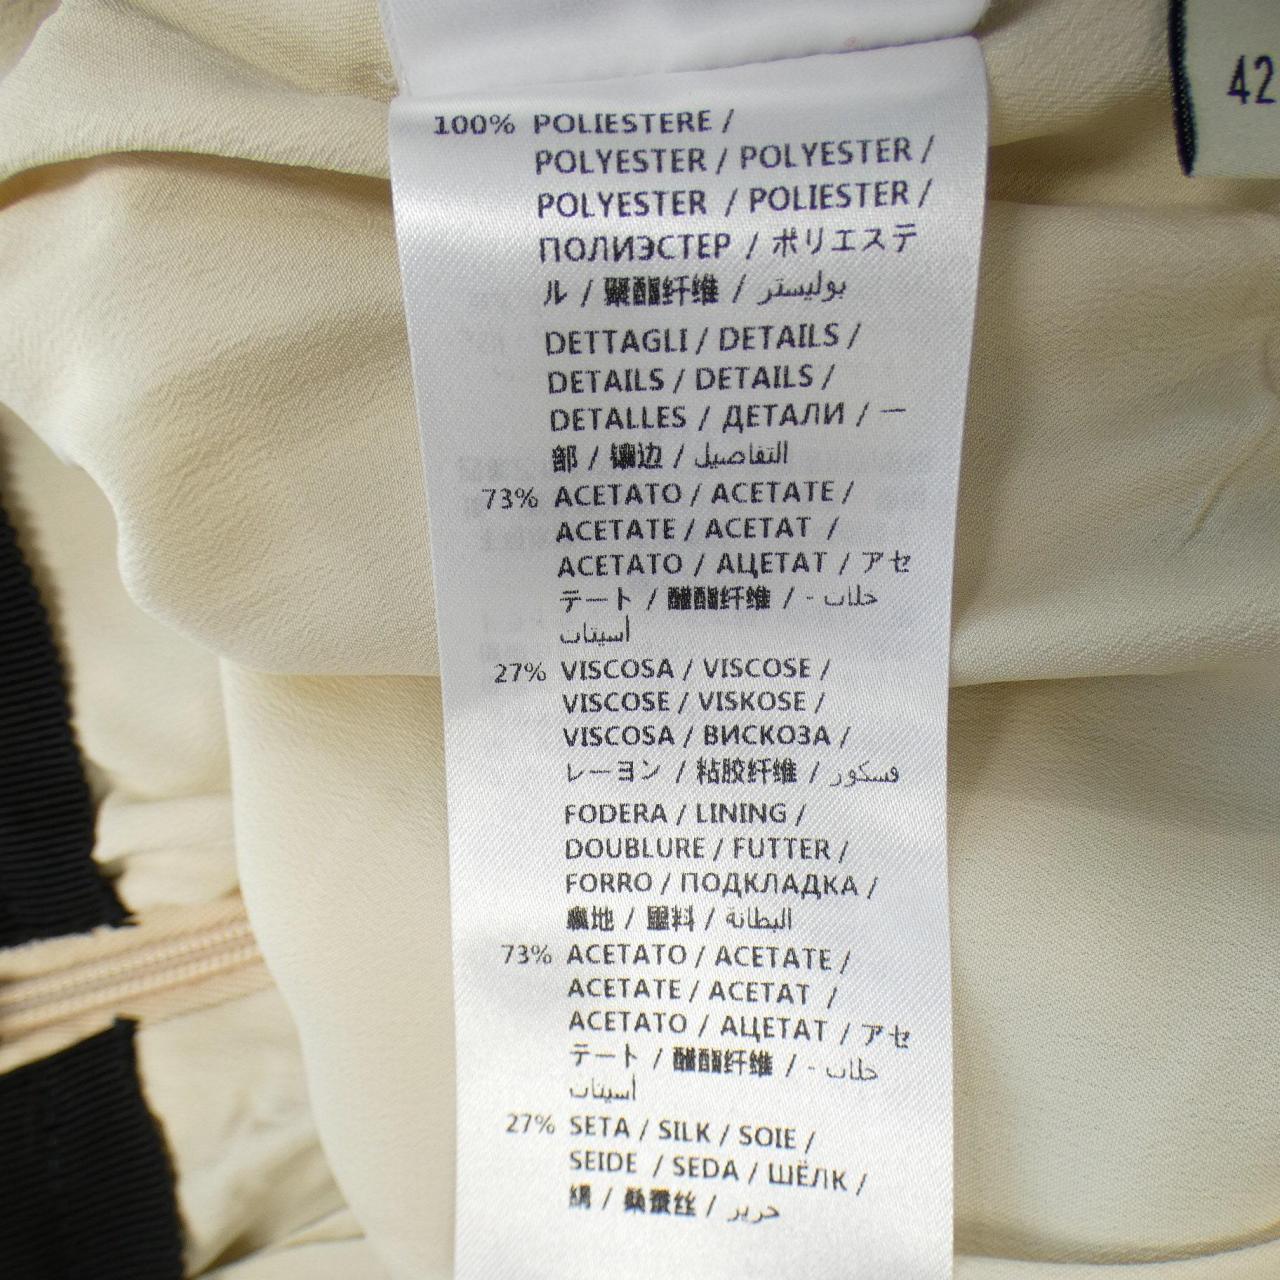 42
100% POLIESTERE /
POLYESTER / POLYESTER /
POLYESTER / POLIESTER /
ПОЛИЭСТЕР / ポリエステ
ル / 聚酯纤维 / بوليستر
DETTAGLI / DETAILS /
DETAILS / DETAILS /
DETALLES / ДЕТАЛИ / 一
部 / 镶边 / التفاصيل
73% ACETATO / ACETATE /
ACETATE / ACETAT /
ACETATO / АЦЕТАТ / アセ
テート / 醋酯纤维 / - خلات
أسيتات
27% VISCOSA / VISCOSE /
VISCOSE / VISKOSE /
VISCOSA / ВИСКОЗА /
レーヨン / 粘胶纤维 / فسكور
FODERA / LINING /
DOUBLURE / FUTTER /
FORRO / ПОДКЛАДКА /
裏地 / 里料 / البطانة
73% ACETATO / ACETATE /
ACETATE / ACETAT /
ACETATO / АЦЕТАТ / アセ
テート / 醋酯纤维 / - خلات
أسيتات
27% SETA / SILK / SOIE /
SEIDE / SEDA / ШЁЛК /
絹 / 桑蚕丝 / حرير